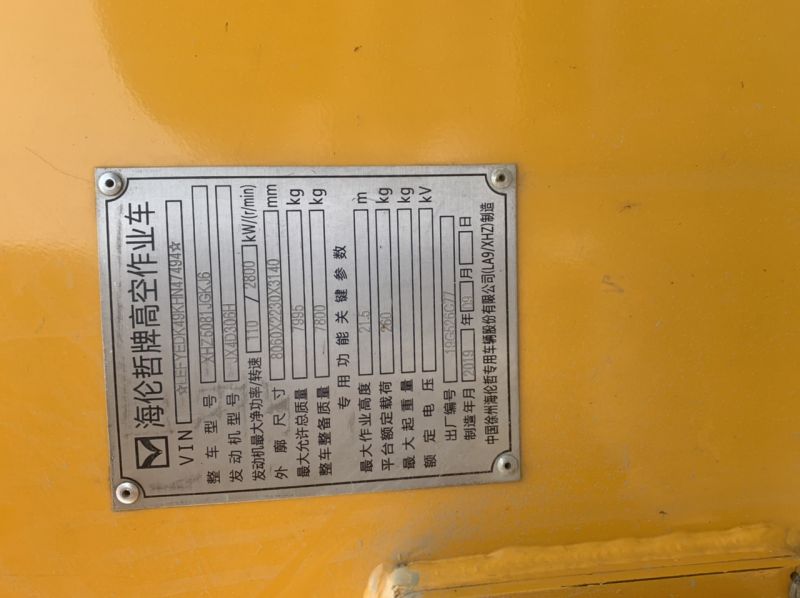 海伦哲牌高空作业车
VIN ☆LEFYEDK49KHN47494☆
整车型号 XHZ5081JGKJ6
发动机型号 JX4D306H
发动机最大净功率/转速 110 / 2800 kW/(r/min)
外廓尺寸 8060X2230X3140 mm
最大允许总质量 7995 kg
整车整备质量 7800 kg
专用功能关键参数
最大作业高度 21.5 m
平台额定载荷 260 kg
最大起重量 kg
额定电压 kV
出厂编号 19G526C77
制造年月 2019 年 09 月 日
中国徐州海伦哲专用车辆股份有限公司(LA9/XHZ)制造